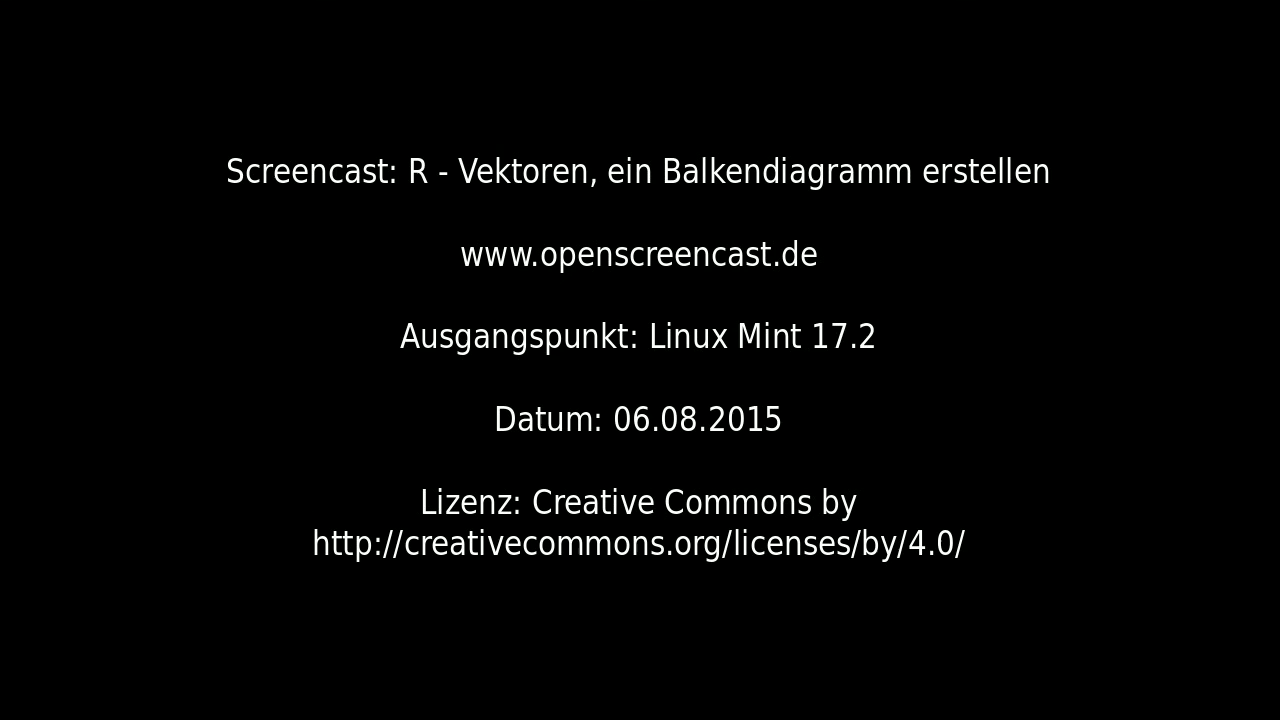 Screencast: R - Vektoren, ein Balkendiagramm erstellen
www.openscreencast.de
Ausgangspunkt: Linux Mint 17.2
Datum: 06.08.2015
Lizenz: Creative Commons by
http://creativecommons.org/licenses/by/4.0/